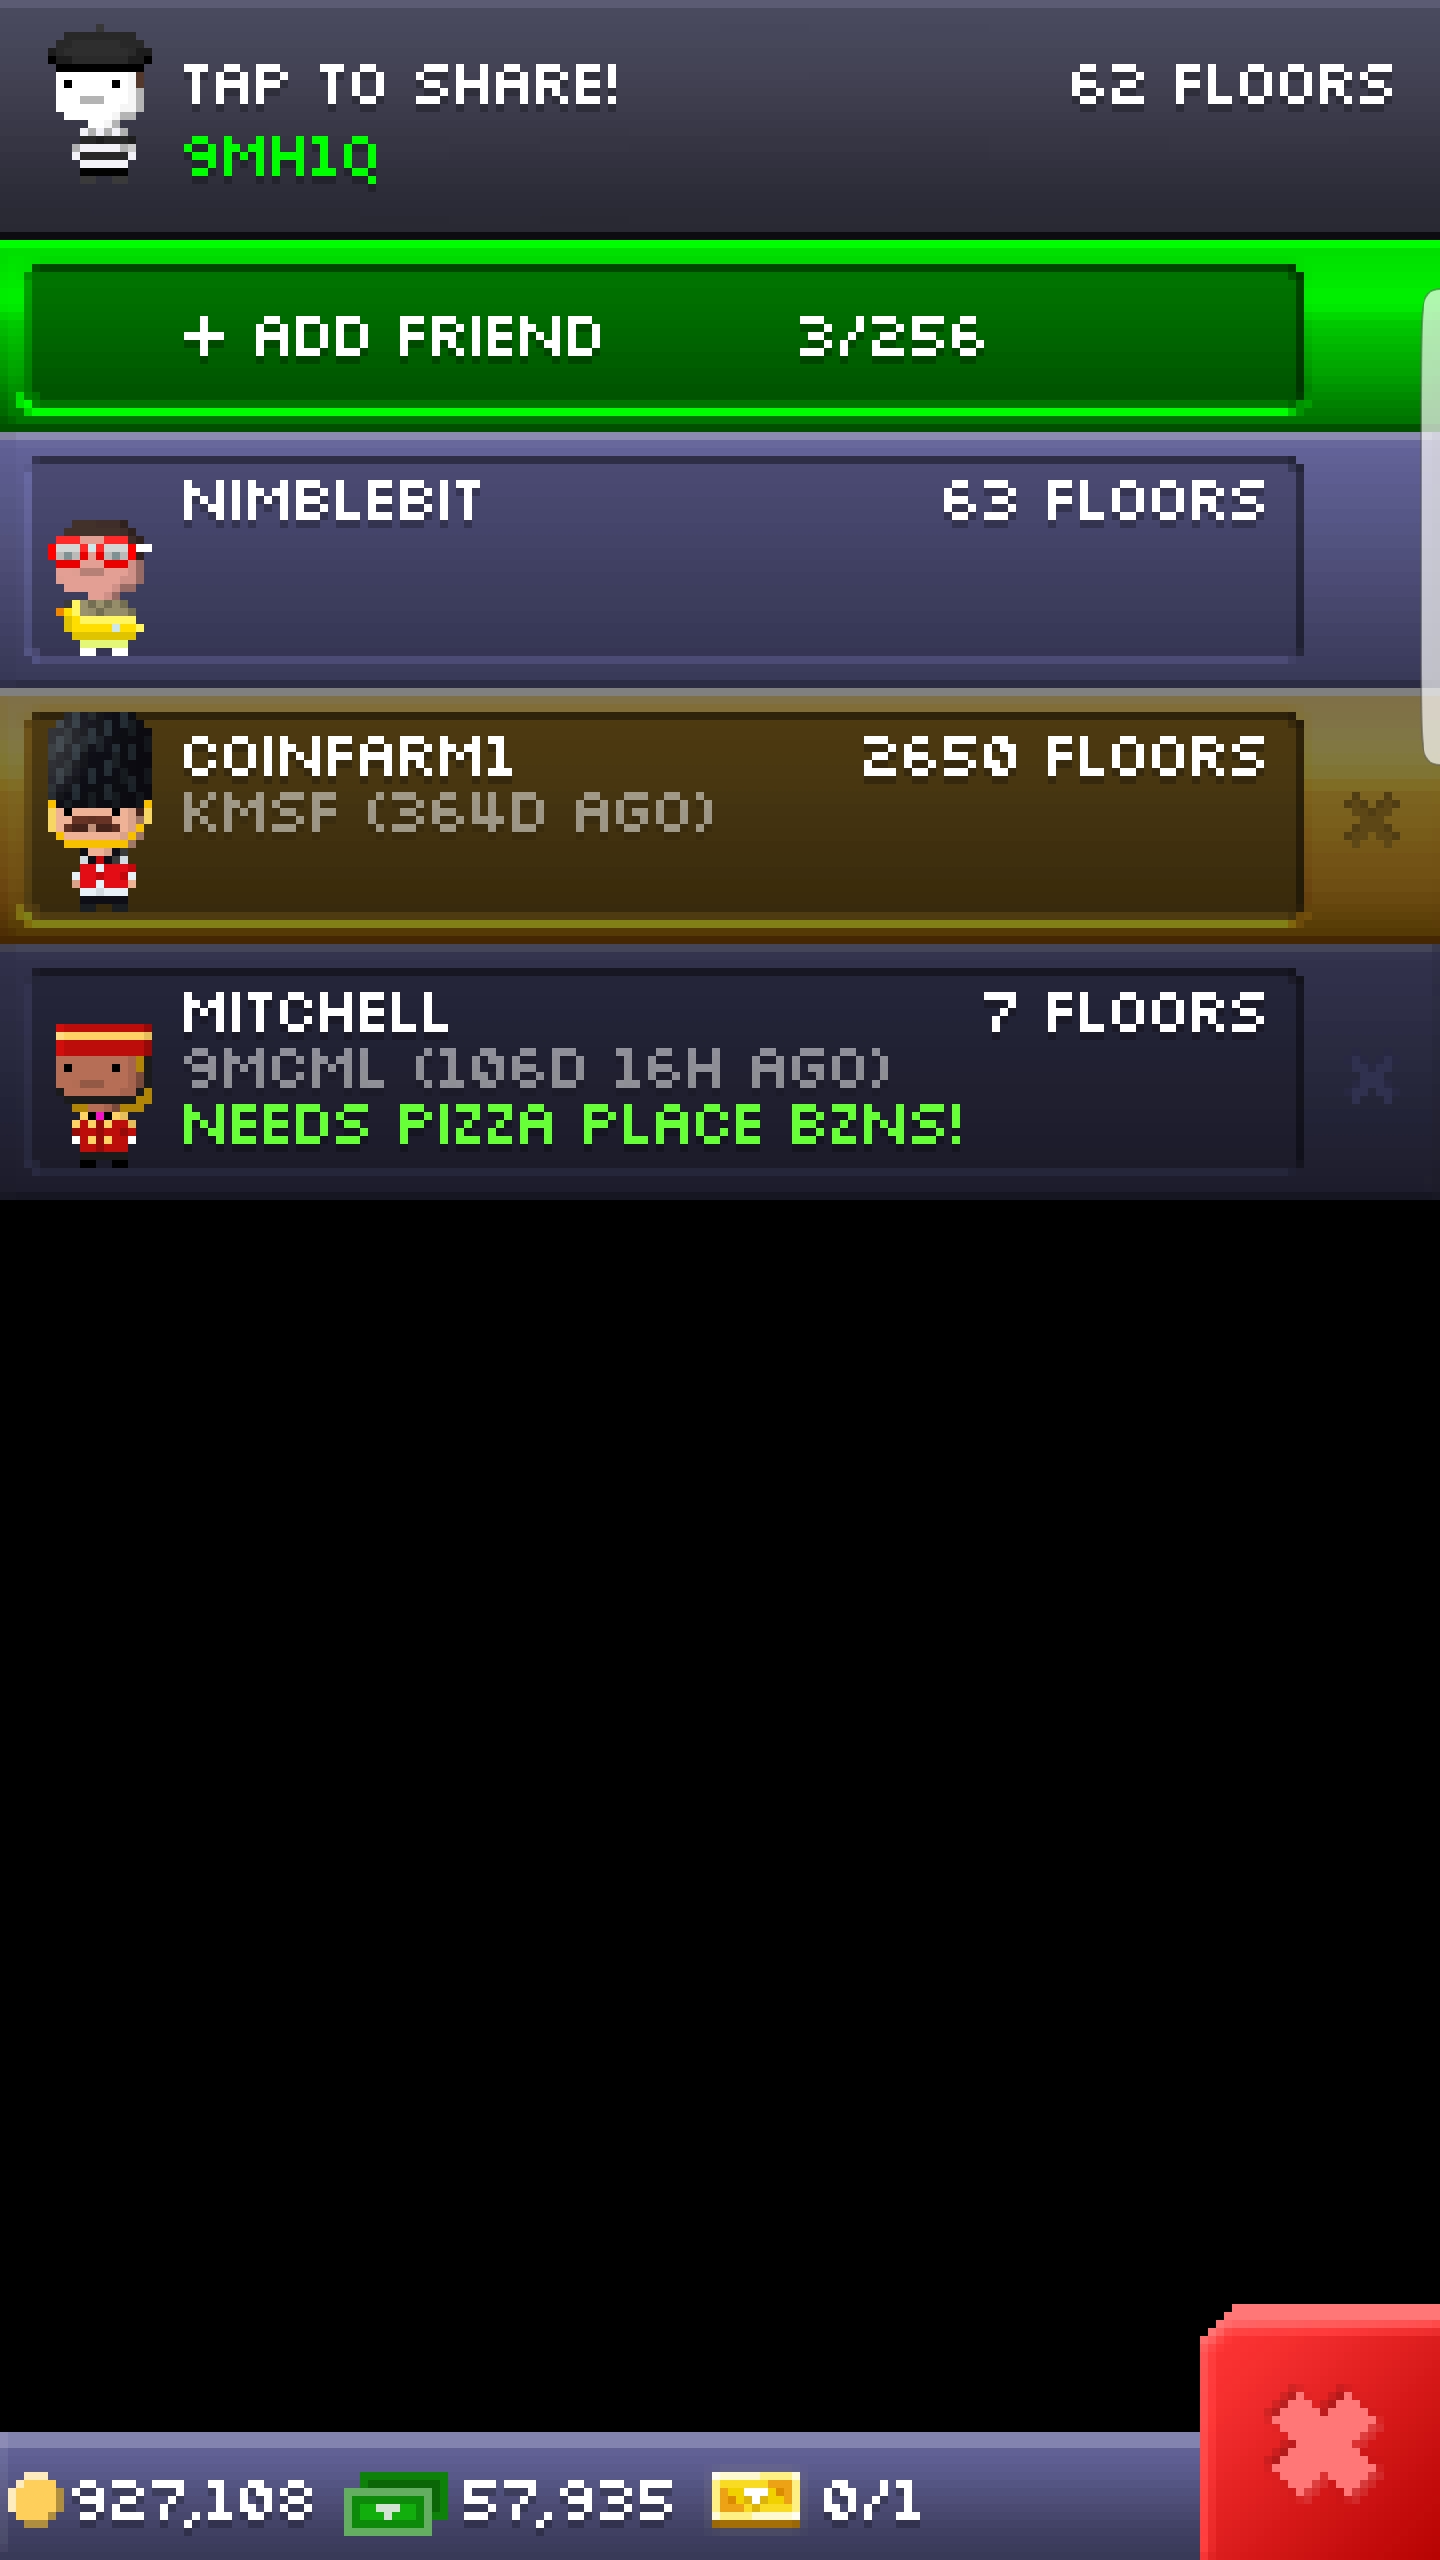 TAP TO SHARE! 62 FLOORS
9MH1Q
+ ADD FRIEND 3/256
NIMBLEBIT 63 FLOORS
COINFARM1 2650 FLOORS
KMSF (364D AGO)
MITCHELL 7 FLOORS
9MCML (106D 16H AGO)
NEEDS PIZZA PLACE BZNS!
927,108 57,935 0/1